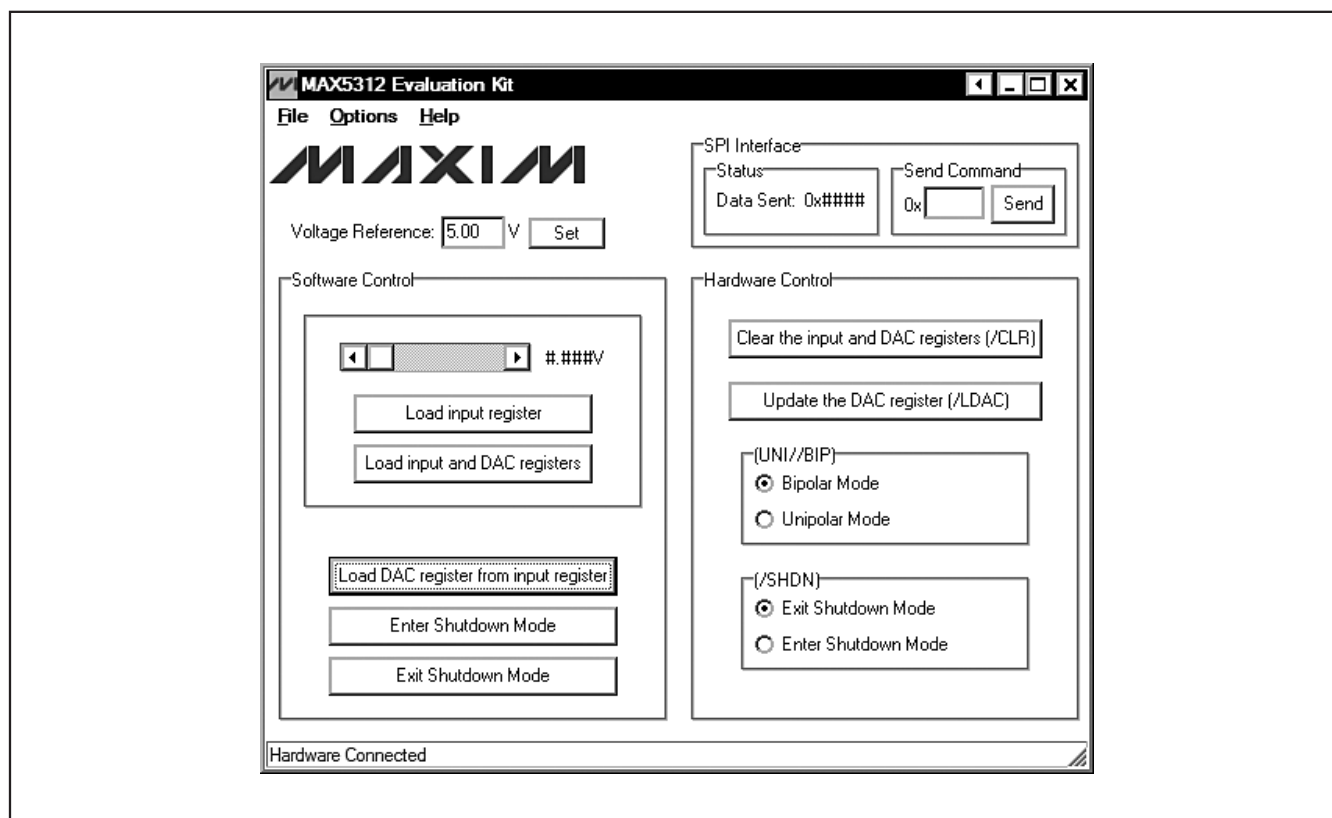 MAX5312 Evaluation Kit
File Options Help
MAXIM
Voltage Reference: 5.00 V Set
SPI Interface
Status
Data Sent: 0x####
Send Command
0x Send
Software Control
#.###V
Load input register
Load input and DAC registers
Load DAC register from input register
Enter Shutdown Mode
Exit Shutdown Mode
Hardware Control
Clear the input and DAC registers (/CLR)
Update the DAC register (/LDAC)
(UNI//BIP)
Bipolar Mode
Unipolar Mode
(/SHDN)
Exit Shutdown Mode
Enter Shutdown Mode
Hardware Connected